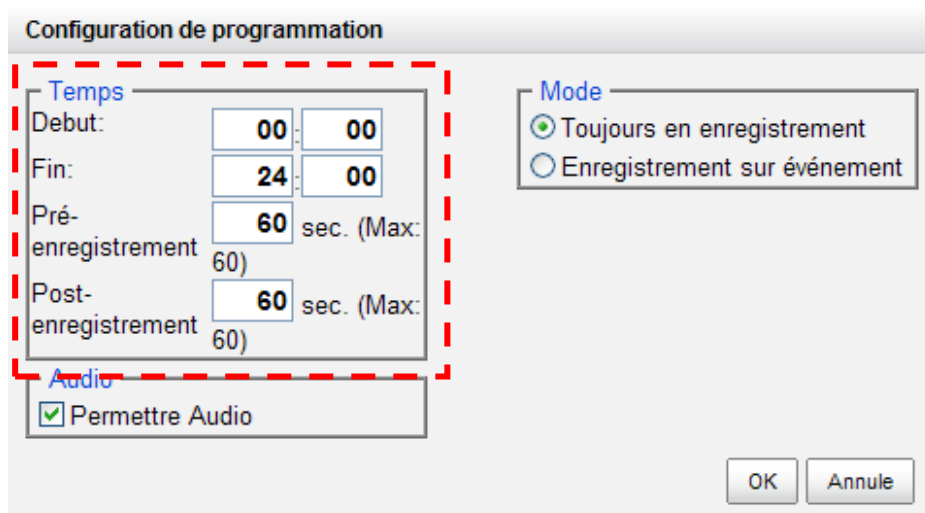 Configuration de programmation
Temps
Debut: 00 : 00
Fin: 24 : 00
Pré-
enregistrement 60 sec. (Max:
60)
Post-
enregistrement 60 sec. (Max:
60)
Audio
Permettre Audio
Mode
Toujours en enregistrement
Enregistrement sur événement
OK Annule